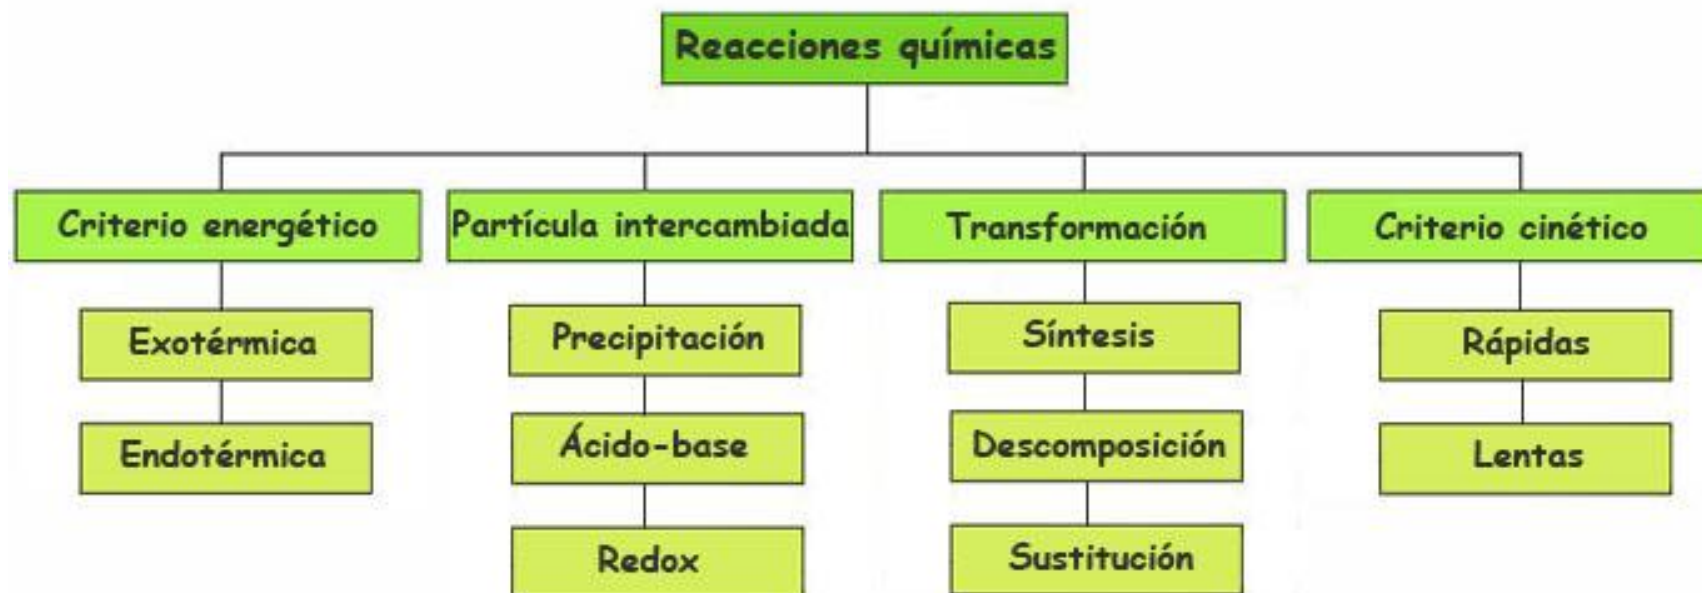 Reacciones químicas
Criterio energético
Partícula intercambiada
Transformación
Criterio cinético
Exotérmica
Precipitación
Síntesis
Rápidas
Endotérmica
Ácido-base
Descomposición
Lentas
Redox
Sustitución